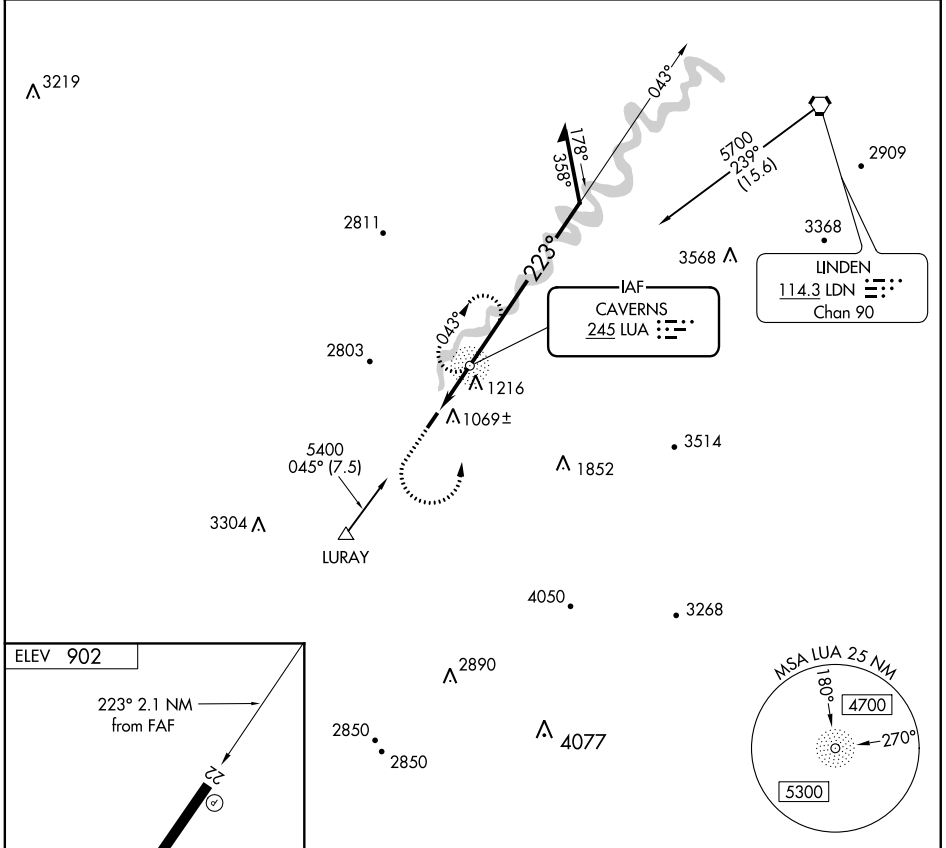 3219
043°
178°
358°
5700
239°
(15.6)
2909
2811
223°
3568
3368
LINDEN
114.3 LDN
Chan 90
IAF
CAVERNS
245 LUA
043°
2803
1216
1069±
5400
045° (7.5)
3514
1852
3304
LURAY
4050
3268
ELEV 902
223° 2.1 NM
from FAF
2890
2850
2850
4077
MSA LUA 25 NM
180°
4700
270°
5300
22
P